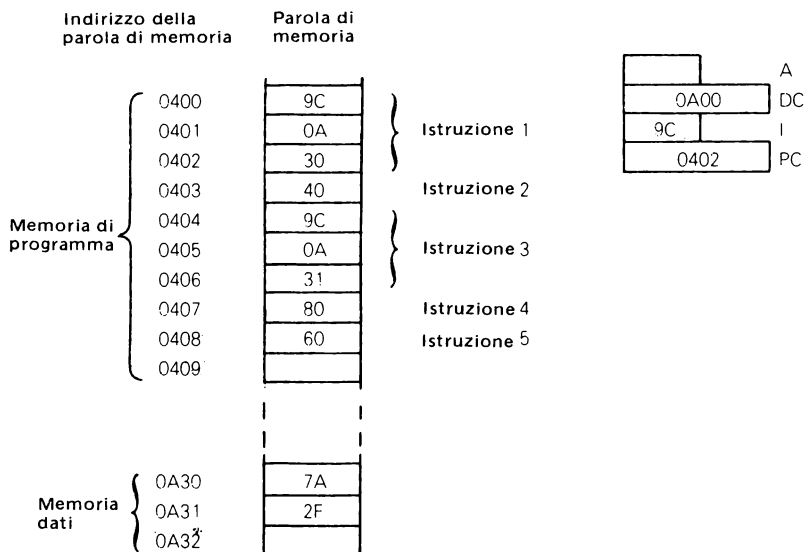 Indirizzo della parola di memoria
Parola di memoria
0400 9C
0401 0A Istruzione 1
0402 30
0403 40 Istruzione 2
0404 9C
0405 0A Istruzione 3
0406 31
0407 80 Istruzione 4
0408 60 Istruzione 5
0409
Memoria di programma
0A30 7A
0A31 2F
0A32
Memoria dati
A
0A00 DC
9C I
0402 PC